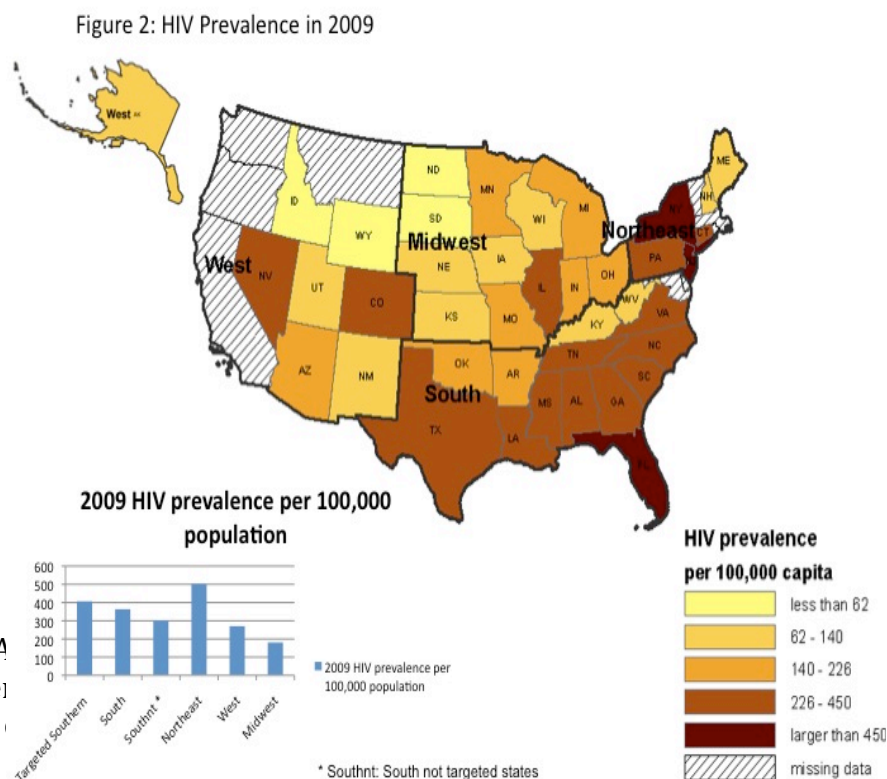 Figure 2: HIV Prevalence in 2009
West AK
ME
ND
MN
NH
ID
MI
NY
SD
WI
WY
Northeast
CT
Midwest
PA
West
NE
IA
NV
OH
IL
IN
UT
CO
WV
KS
MO
VA
KY
NC
TN
OK
AZ
NM
AR
SC
South
MS
AL
GA
TX
LA
FL
2009 HIV prevalence per 100,000
population
600
500
400
300
200
100
0
Targeted Southern
South
Southnt *
Northeast
West
Midwest
2009 HIV prevalence per
100,000 population
HIV prevalence
per 100,000 capita
less than 62
62 - 140
140 - 226
226 - 450
larger than 450
missing data
* Southnt: South not targeted states